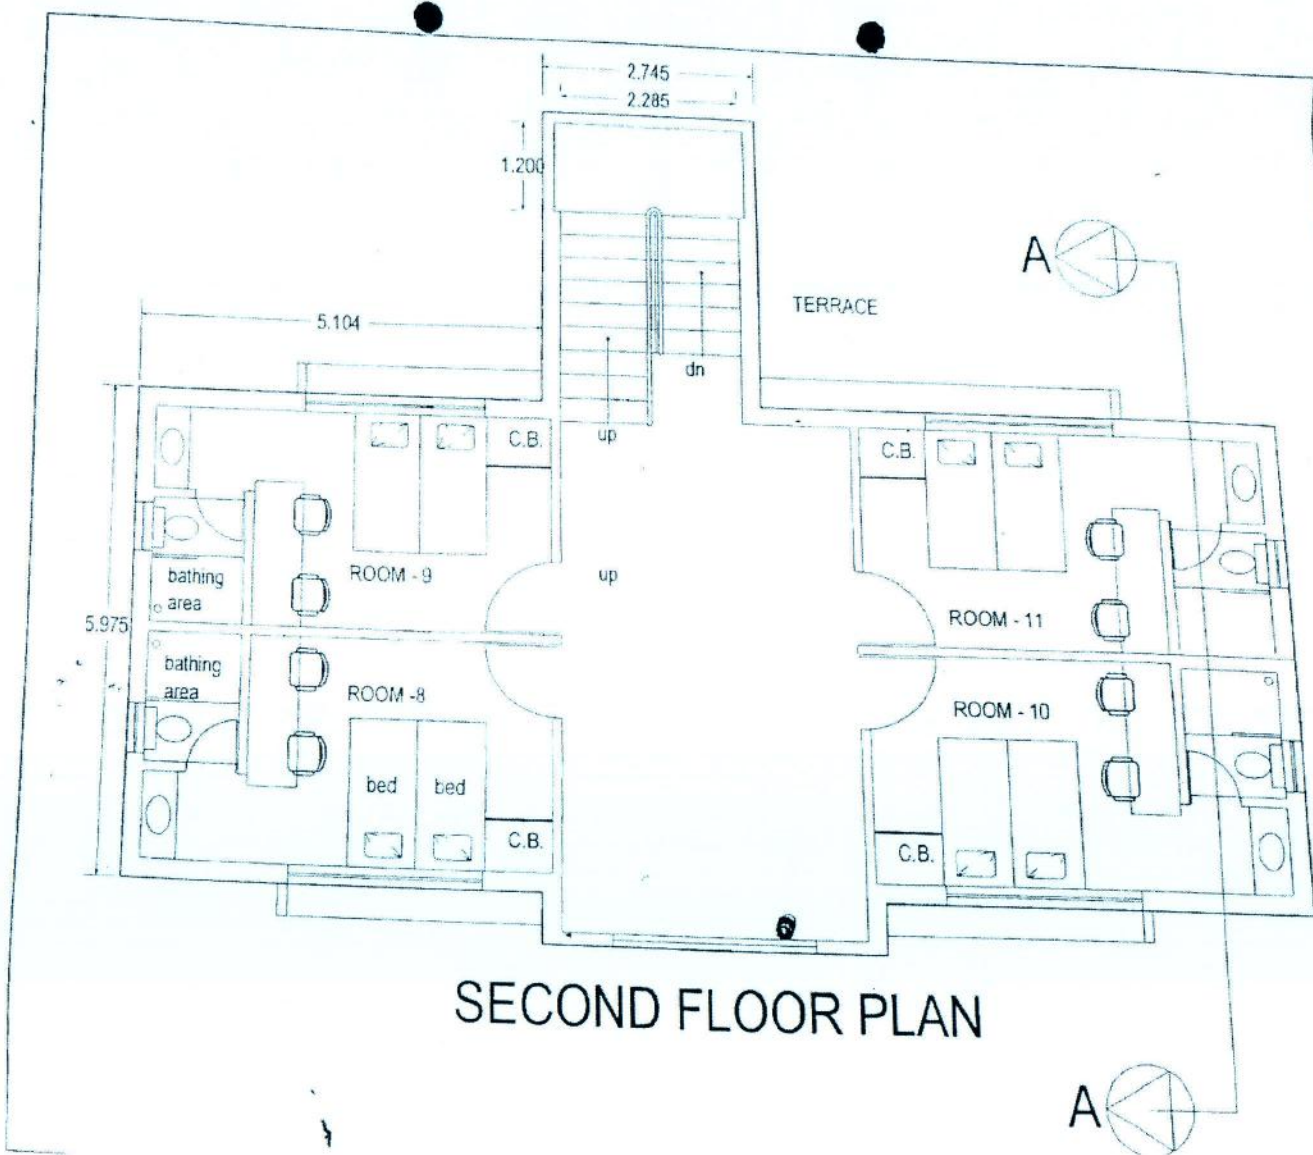 2.745
2.285
1.200
A
TERRACE
5.104
dn
up
C.B.
C.B.
up
bathing
area
ROOM - 9
ROOM - 11
5.975
bathing
area
ROOM -8
ROOM - 10
bed
bed
C.B.
C.B.
SECOND FLOOR PLAN
A